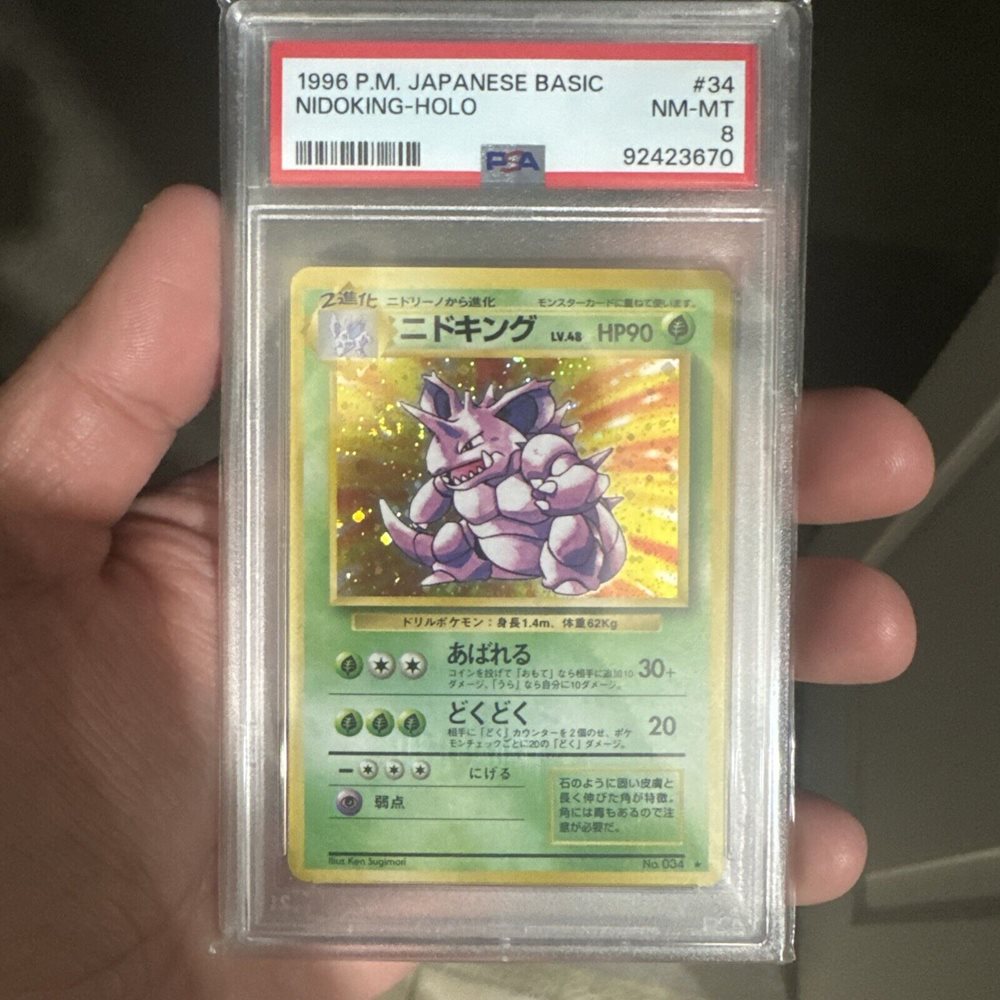 1996 P.M. JAPANESE BASIC #34
NIDOKING-HOLO NM-MT
8
PSA 92423670
2進化 ニドリーノから進化 モンスターカードに重ねて使います。
ニドキング LV.48 HP90
ドリルポケモン:身長1.4m、体重62Kg
あばれる 30+
コインを投げて「おもて」なら相手に追加10
ダメージ、「うら」なら自分に10ダメージ。
どくどく 20
相手に「どく」カウンターを2個のせ、ポケ
モンチェックごとに20の「どく」ダメージ。
にげる
弱点
石のように固い皮膚と
長く伸びた角が特徴。
角には毒もあるので注
意が必要だ。
Illus. Ken Sugimori No. 034 ★